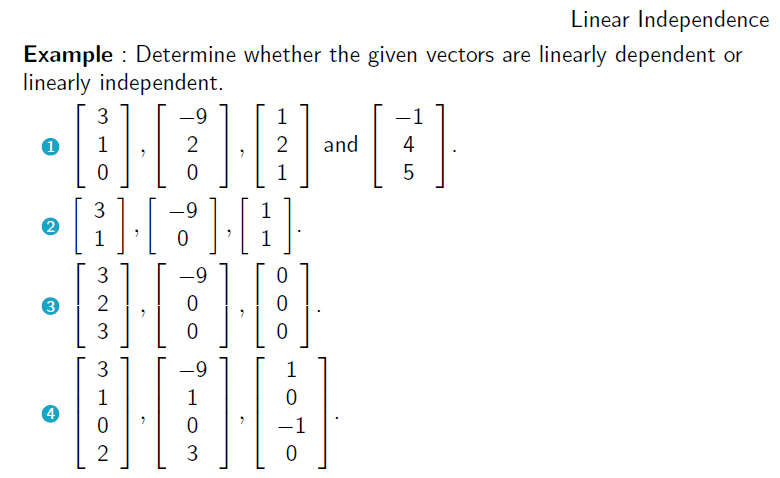 Linear Independence
Example : Determine whether the given vectors are linearly dependent or
linearly independent.
1 [3 1 0], [−9 2 0], [1 2 1] and [−1 4 5].
2 [3 1], [−9 0], [1 1].
3 [3 2 3], [−9 0 0], [0 0 0].
4 [3 1 0 2], [−9 1 0 3], [1 0 −1 0].